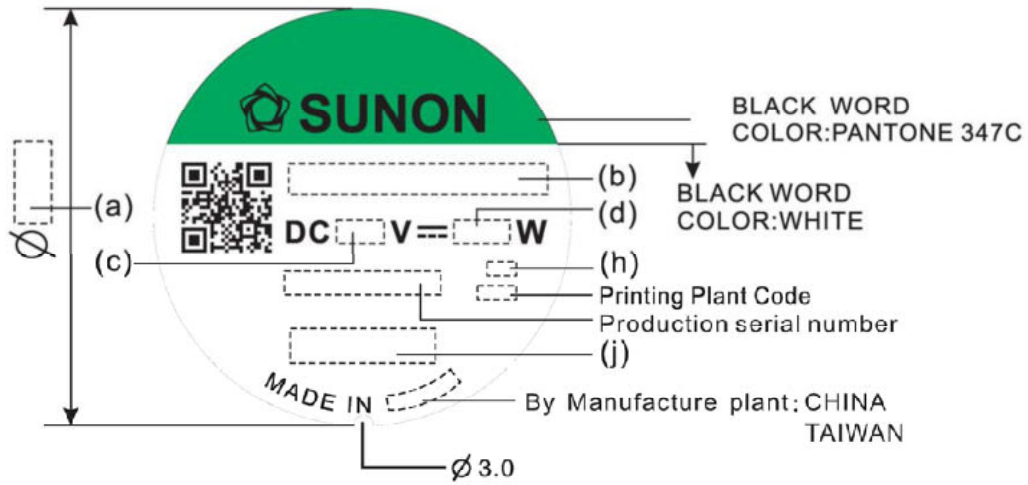 SUNON
BLACK WORD
COLOR:PANTONE 347C
(a)
(b)
BLACK WORD
COLOR:WHITE
DC V⎓ W
(d)
(c)
(h)
Printing Plant Code
Production serial number
(j)
MADE IN
By Manufacture plant: CHINA
TAIWAN
Ø
Ø 3.0